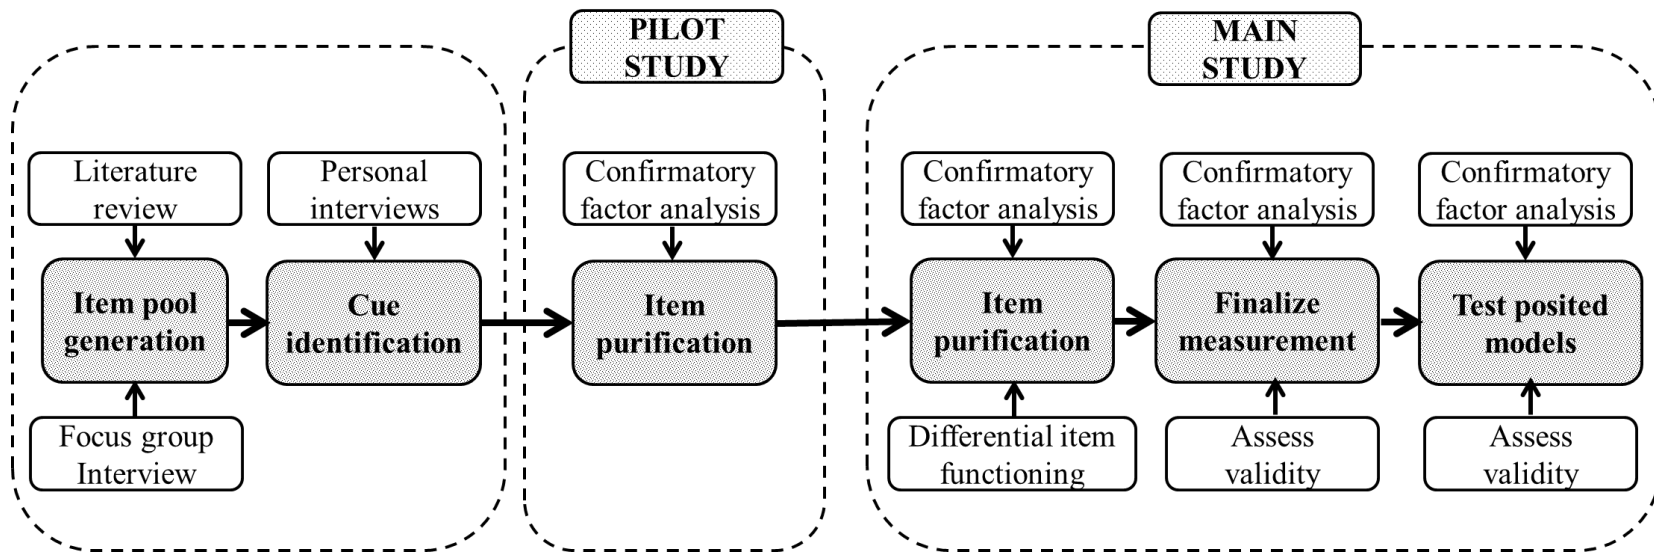 PILOT
STUDY
MAIN
STUDY
Literature
review
Personal
interviews
Confirmatory
factor analysis
Confirmatory
factor analysis
Confirmatory
factor analysis
Confirmatory
factor analysis
Item pool
generation
Cue
identification
Item
purification
Item
purification
Finalize
measurement
Test posited
models
Focus group
Interview
Differential item
functioning
Assess
validity
Assess
validity